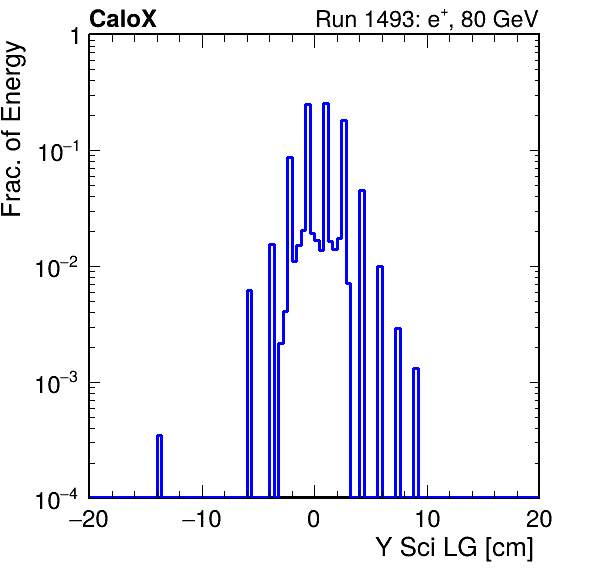 CaloX Run 1493: e⁺, 80 GeV
Frac. of Energy
1
10⁻¹
10⁻²
10⁻³
10⁻⁴
−20 −10 0 10 20
Y Sci LG [cm]